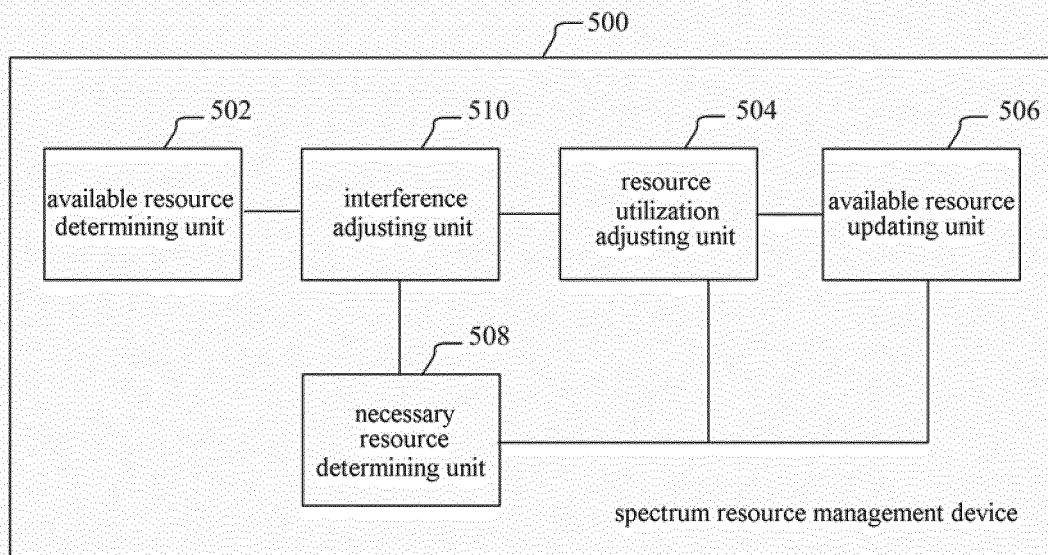 500
502
510
504
506
available resource
determining unit
interference
adjusting unit
resource
utilization
adjusting unit
available resource
updating unit
508
necessary
resource
determining unit
spectrum resource management device